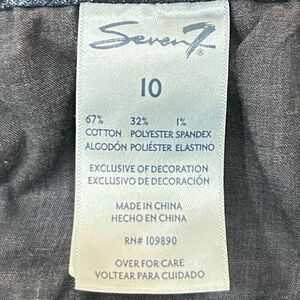 Seven7®
10
67% 32% 1%
COTTON POLYESTER SPANDEX
ALGODÓN POLIÉSTER ELASTINO
EXCLUSIVE OF DECORATION
EXCLUSIVO DE DECORACIÓN
MADE IN CHINA
HECHO EN CHINA
RN# 109890
OVER FOR CARE
VOLTEAR PARA CUIDADO